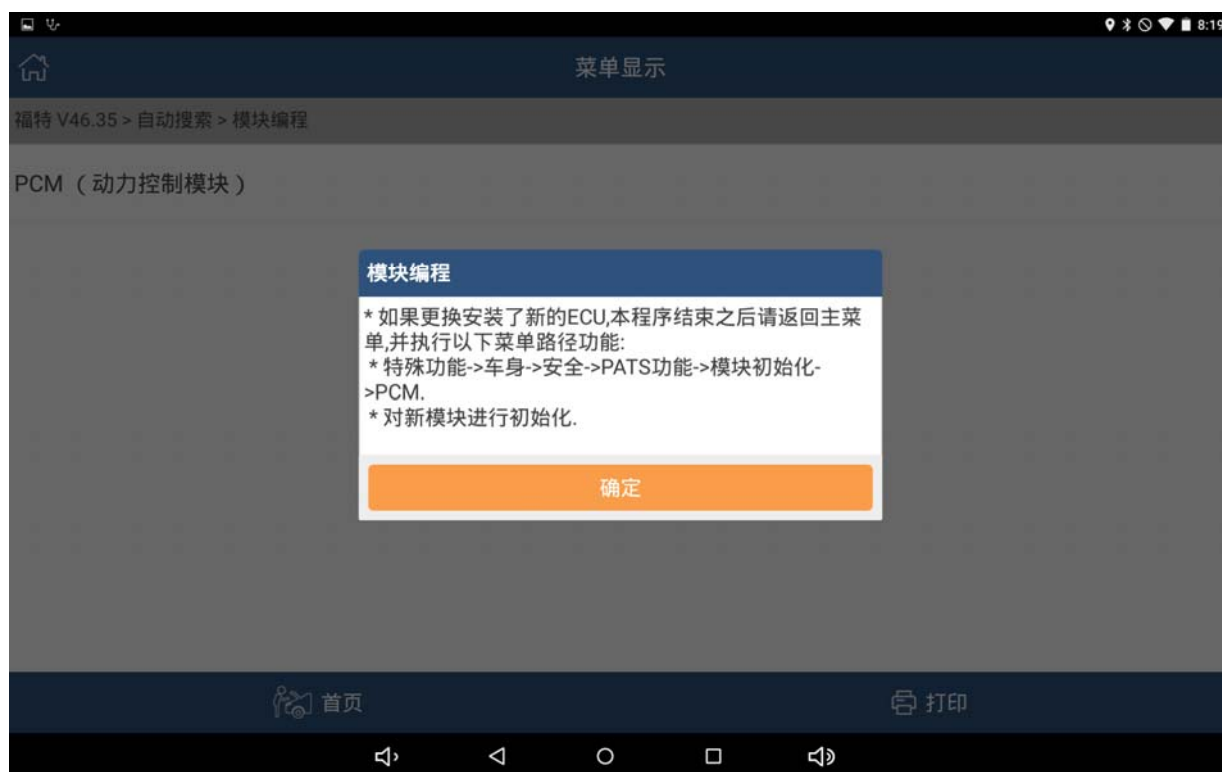 8:19
菜单显示
福特 V46.35 > 自动搜索 > 模块编程
PCM （动力控制模块）
模块编程
* 如果更换安装了新的ECU,本程序结束之后请返回主菜
单,并执行以下菜单路径功能:
* 特殊功能->车身->安全->PATS功能->模块初始化-
>PCM.
* 对新模块进行初始化.
确定
首页
打印